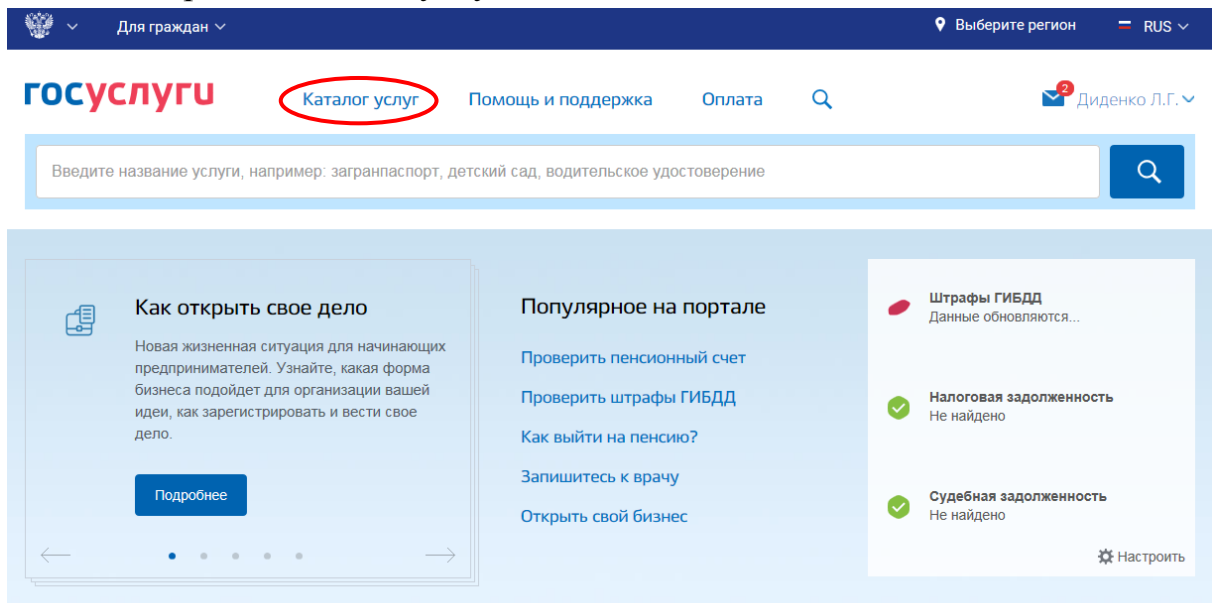 Для граждан
Выберите регион
RUS
госуслуги
Каталог услуг
Помощь и поддержка
Оплата
2
Диденко Л.Г.
Введите название услуги, например: загранпаспорт, детский сад, водительское удостоверение
Как открыть свое дело
Новая жизненная ситуация для начинающих
предпринимателей. Узнайте, какая форма
бизнеса подойдет для организации вашей
идеи, как зарегистрировать и вести свое
дело.
Подробнее
Популярное на портале
Проверить пенсионный счет
Проверить штрафы ГИБДД
Как выйти на пенсию?
Запишитесь к врачу
Открыть свой бизнес
Штрафы ГИБДД
Данные обновляются...
Налоговая задолженность
Не найдено
Судебная задолженность
Не найдено
Настроить